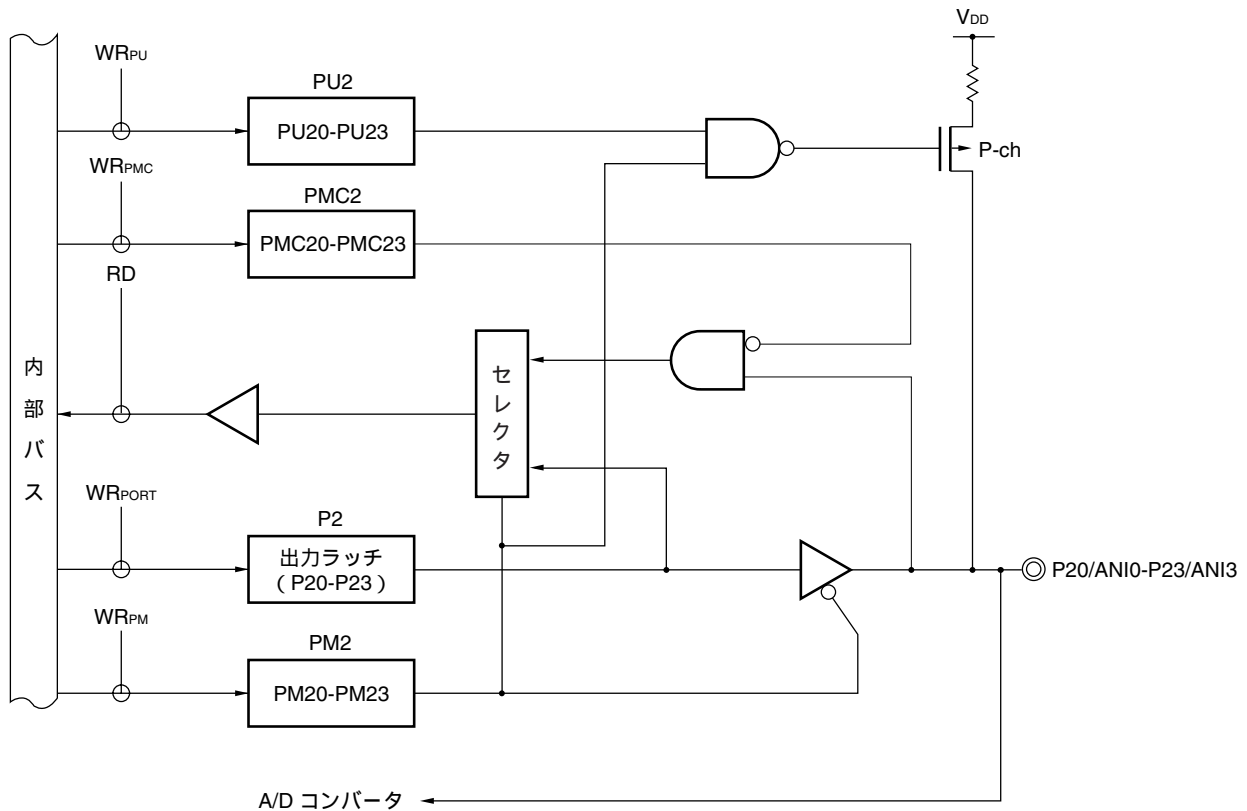 VDD
WRPU
PU2
PU20-PU23
P-ch
WRPMC
PMC2
PMC20-PMC23
RD
内部バス
セレクタ
WRPORT
P2
出力ラッチ
( P20-P23 )
P20/ANI0-P23/ANI3
WRPM
PM2
PM20-PM23
A/D コンバータ